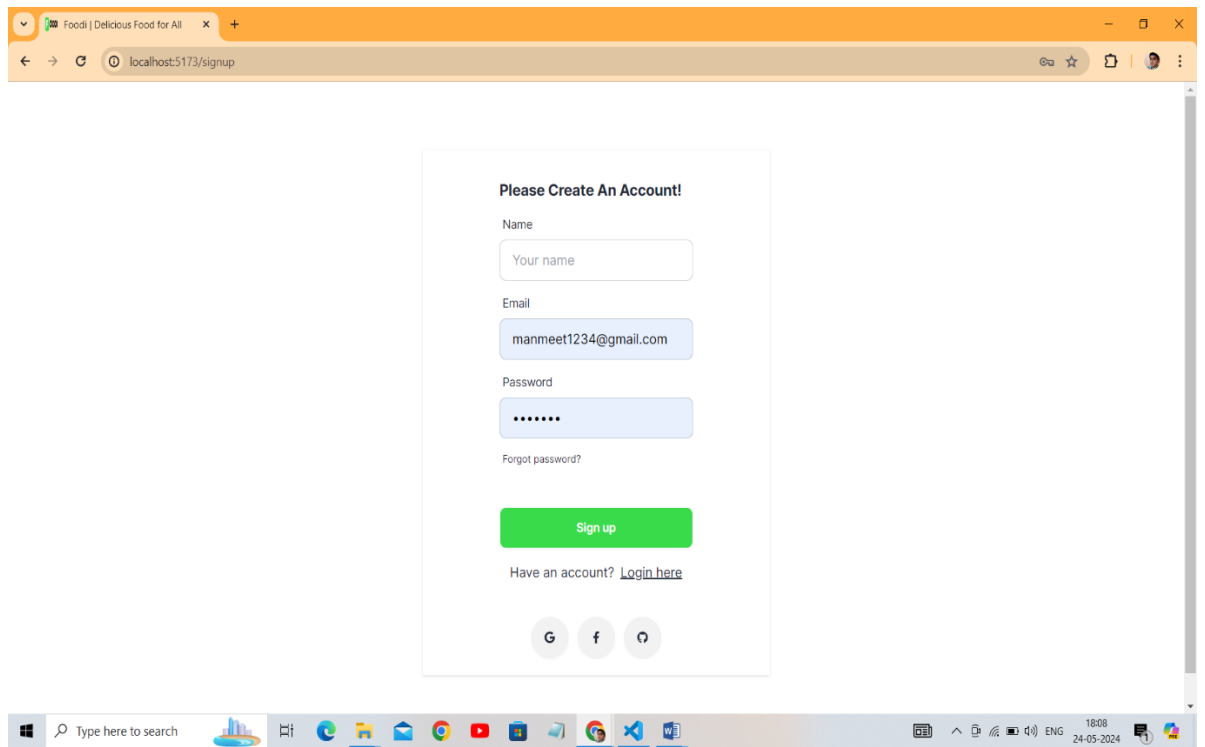 Foodi | Delicious Food for All
localhost:5173/signup
Please Create An Account!
Name
Your name
Email
manmeet1234@gmail.com
Password
•••••••
Forgot password?
Sign up
Have an account? Login here
Type here to search
ENG
18:08
24-05-2024
1